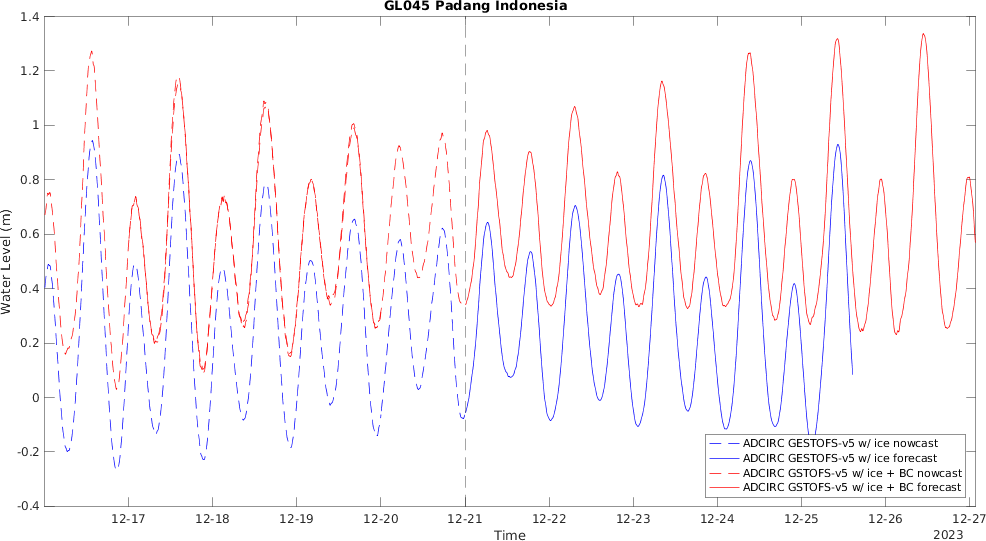 GL045 Padang Indonesia
1.4
1.2
1
0.8
0.6
0.4
0.2
0
-0.2
-0.4
Water Level (m)
ADCIRC GESTOFS-v5 w/ ice nowcast
ADCIRC GESTOFS-v5 w/ ice forecast
ADCIRC GSTOFS-v5 w/ ice + BC nowcast
ADCIRC GSTOFS-v5 w/ ice + BC forecast
12-17 12-18 12-19 12-20 12-21 12-22 12-23 12-24 12-25 12-26 12-27
Time
2023